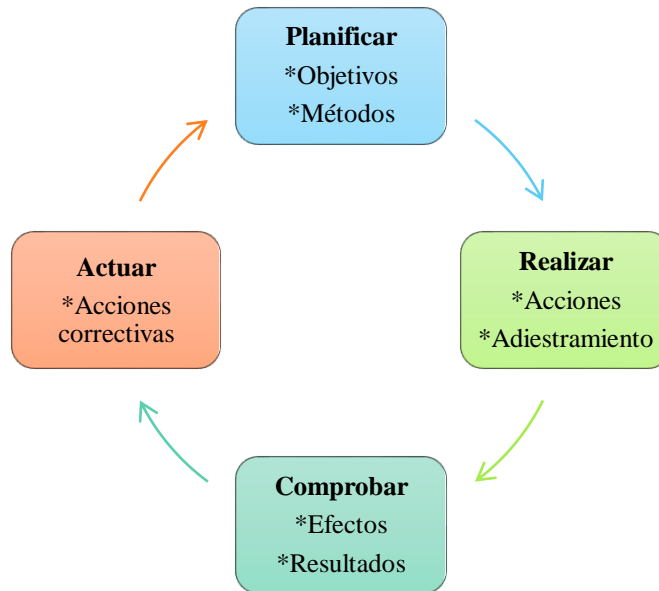 Planificar
*Objetivos
*Métodos
Realizar
*Acciones
*Adiestramiento
Comprobar
*Efectos
*Resultados
Actuar
*Acciones
correctivas